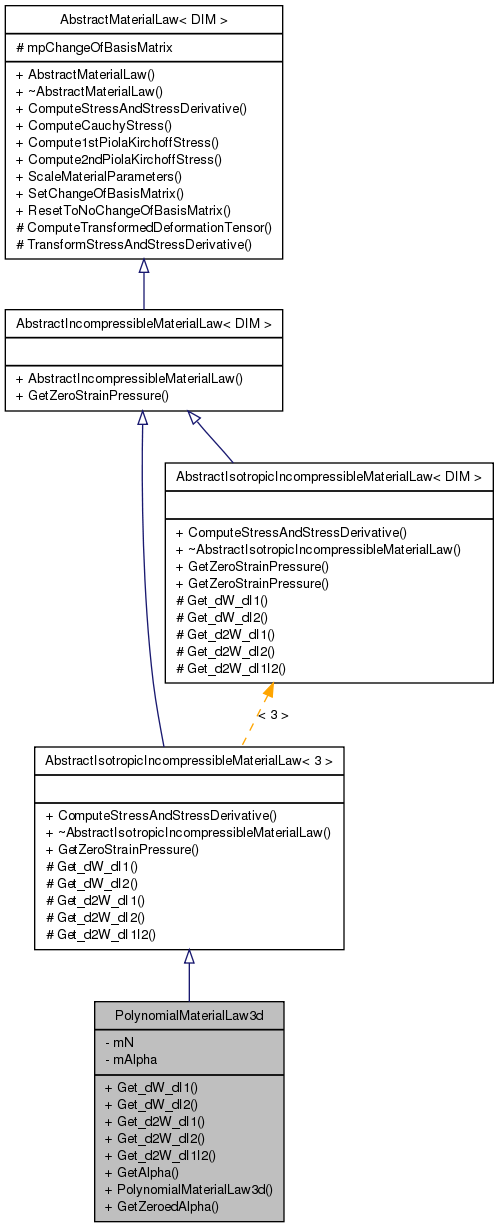 AbstractMaterialLaw< DIM >
# mpChangeOfBasisMatrix
+ AbstractMaterialLaw()
+ ~AbstractMaterialLaw()
+ ComputeStressAndStressDerivative()
+ ComputeCauchyStress()
+ Compute1stPiolaKirchoffStress()
+ Compute2ndPiolaKirchoffStress()
+ ScaleMaterialParameters()
+ SetChangeOfBasisMatrix()
+ ResetToNoChangeOfBasisMatrix()
# ComputeTransformedDeformationTensor()
# TransformStressAndStressDerivative()
AbstractIncompressibleMaterialLaw< DIM >
+ AbstractIncompressibleMaterialLaw()
+ GetZeroStrainPressure()
AbstractIsotropicIncompressibleMaterialLaw< DIM >
+ ComputeStressAndStressDerivative()
+ ~AbstractIsotropicIncompressibleMaterialLaw()
+ GetZeroStrainPressure()
+ GetZeroStrainPressure()
# Get_dW_dI1()
# Get_dW_dI2()
# Get_d2W_dI1()
# Get_d2W_dI2()
# Get_d2W_dI1I2()
< 3 >
AbstractIsotropicIncompressibleMaterialLaw< 3 >
+ ComputeStressAndStressDerivative()
+ ~AbstractIsotropicIncompressibleMaterialLaw()
+ GetZeroStrainPressure()
# Get_dW_dI1()
# Get_dW_dI2()
# Get_d2W_dI1()
# Get_d2W_dI2()
# Get_d2W_dI1I2()
PolynomialMaterialLaw3d
- mN
- mAlpha
+ Get_dW_dI1()
+ Get_dW_dI2()
+ Get_d2W_dI1()
+ Get_d2W_dI2()
+ Get_d2W_dI1I2()
+ GetAlpha()
+ PolynomialMaterialLaw3d()
+ GetZeroedAlpha()